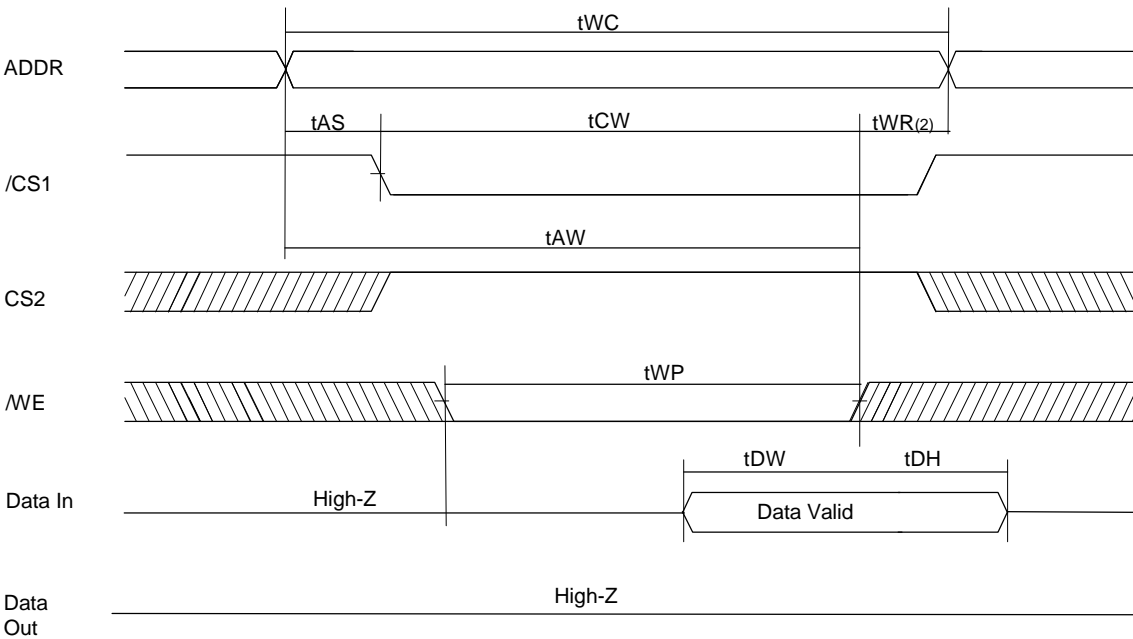 tWC
ADDR
tAS
tCW
tWR(2)
/CS1
tAW
CS2
tWP
/WE
tDW
tDH
Data In
High-Z
Data Valid
High-Z
Data
Out